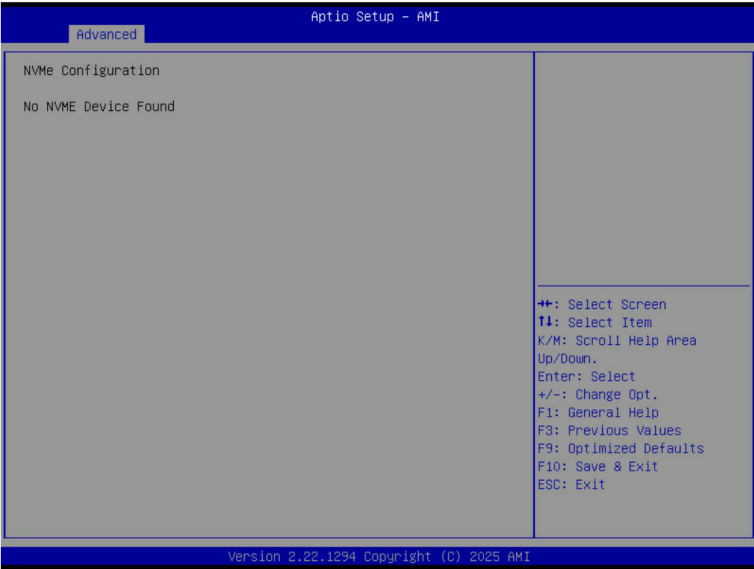 Aptio Setup – AMI
Advanced
NVMe Configuration
No NVME Device Found
→←: Select Screen
↑↓: Select Item
K/M: Scroll Help Area
Up/Down.
Enter: Select
+/-: Change Opt.
F1: General Help
F3: Previous Values
F9: Optimized Defaults
F10: Save & Exit
ESC: Exit
Version 2.22.1294 Copyright (C) 2025 AMI